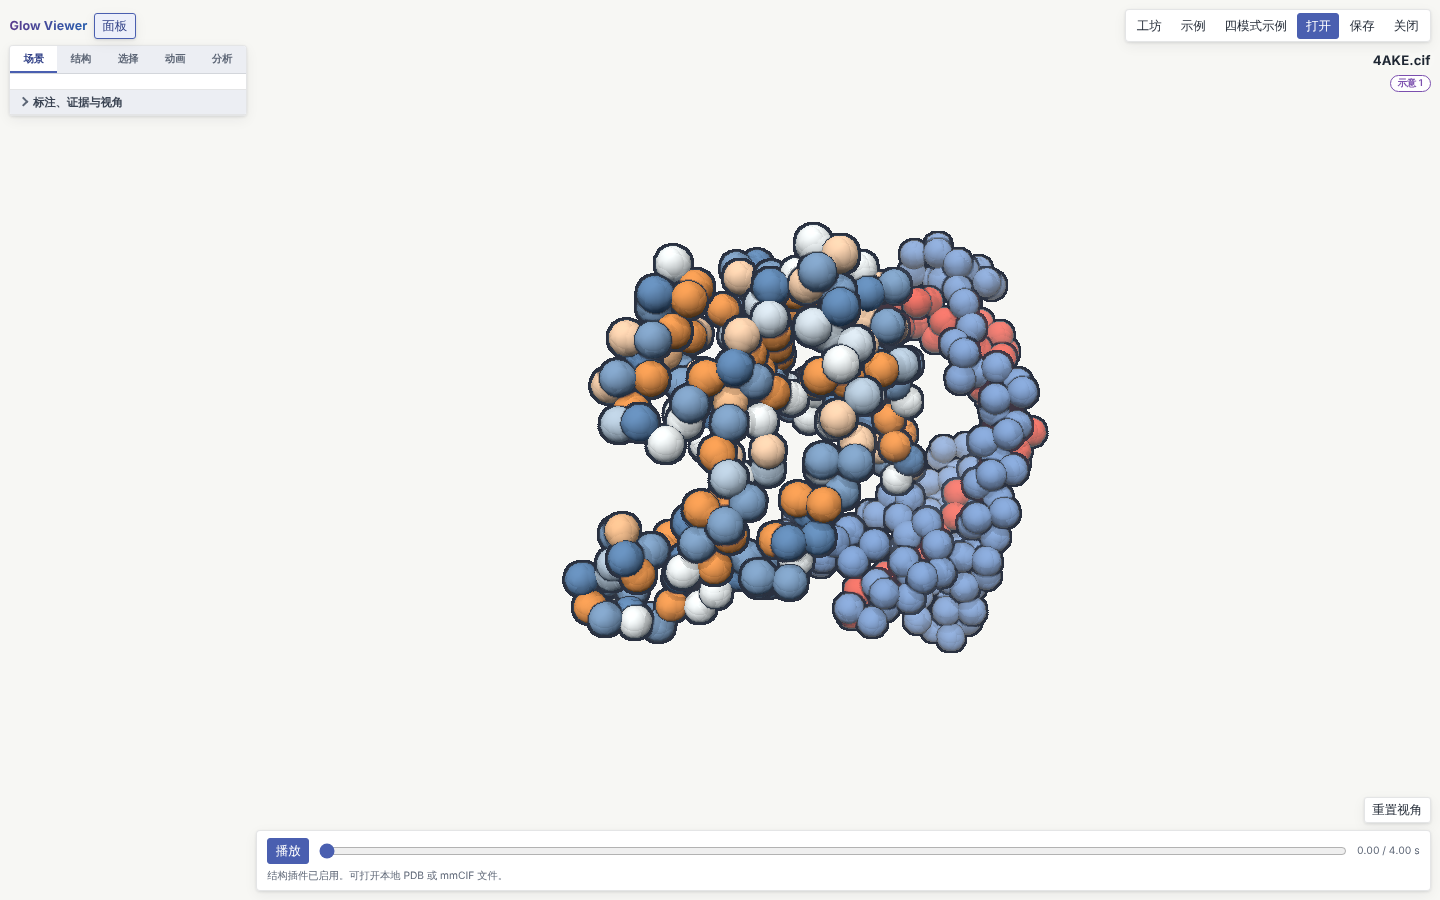 Glow Viewer 面板
工坊 示例 四模式示例 打开 保存 关闭
场景 结构 选择 动画 分析
4AKE.cif
示意 1
标注、证据与视角
重置视角
播放 0.00 / 4.00 s
结构插件已启用。可打开本地 PDB 或 mmCIF 文件。